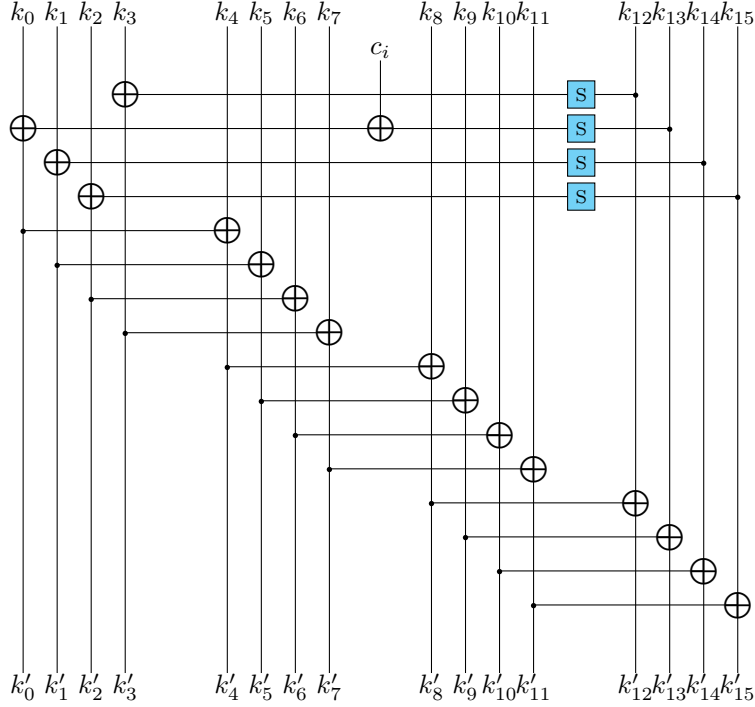 k₀ k₁ k₂ k₃ k₄ k₅ k₆ k₇ k₈ k₉ k₁₀ k₁₁ k₁₂ k₁₃ k₁₄ k₁₅
cᵢ
S
S
S
S
k′₀ k′₁ k′₂ k′₃ k′₄ k′₅ k′₆ k′₇ k′₈ k′₉ k′₁₀ k′₁₁ k′₁₂ k′₁₃ k′₁₄ k′₁₅